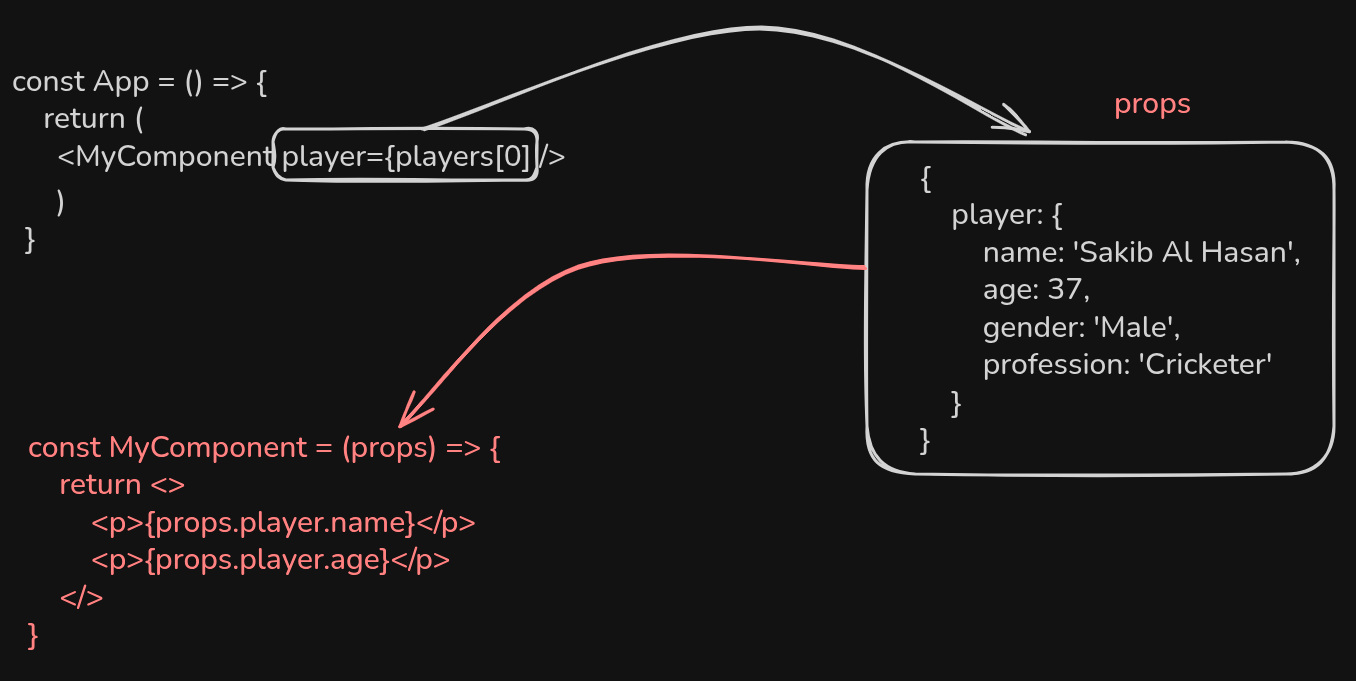 const App = () => {
return (
<MyComponent player={players[0]} />
)
}
props
{
player: {
name: 'Sakib Al Hasan',
age: 37,
gender: 'Male',
profession: 'Cricketer'
}
}
const MyComponent = (props) => {
return <>
<p>{props.player.name}</p>
<p>{props.player.age}</p>
</>
}